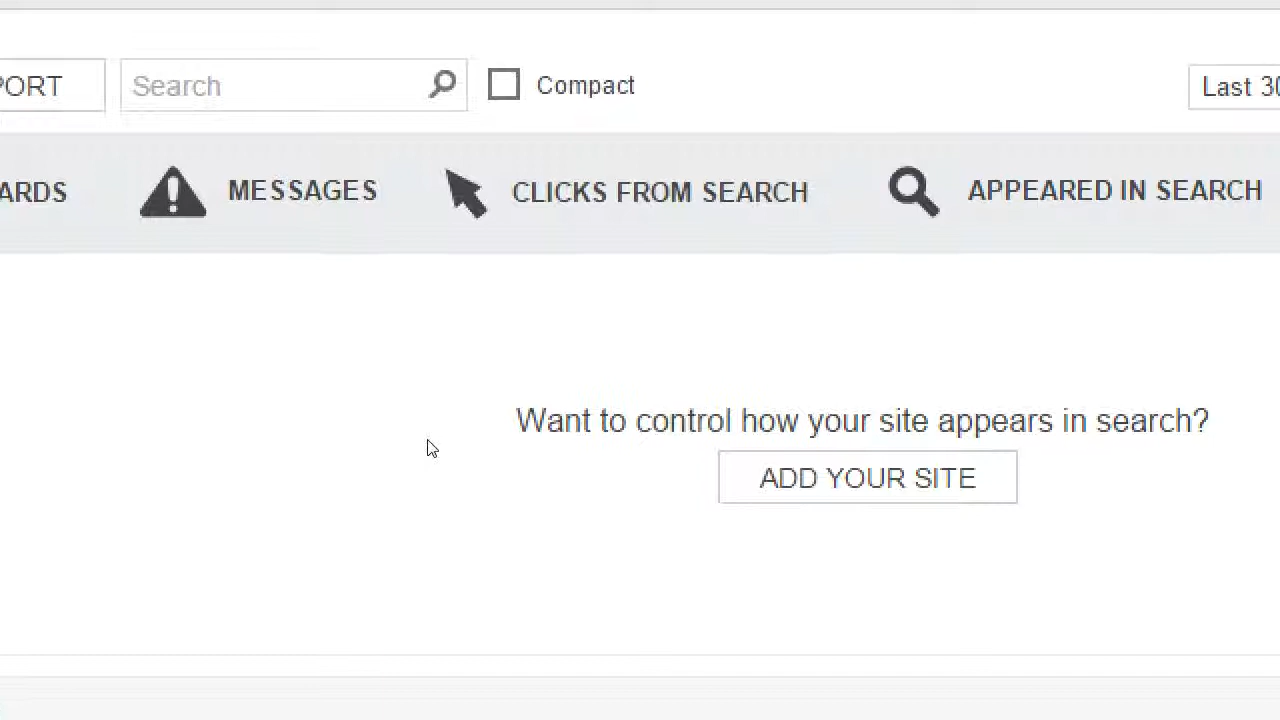 PORT
Search
Compact
Last 30
ARDS
MESSAGES
CLICKS FROM SEARCH
APPEARED IN SEARCH
Want to control how your site appears in search?
ADD YOUR SITE